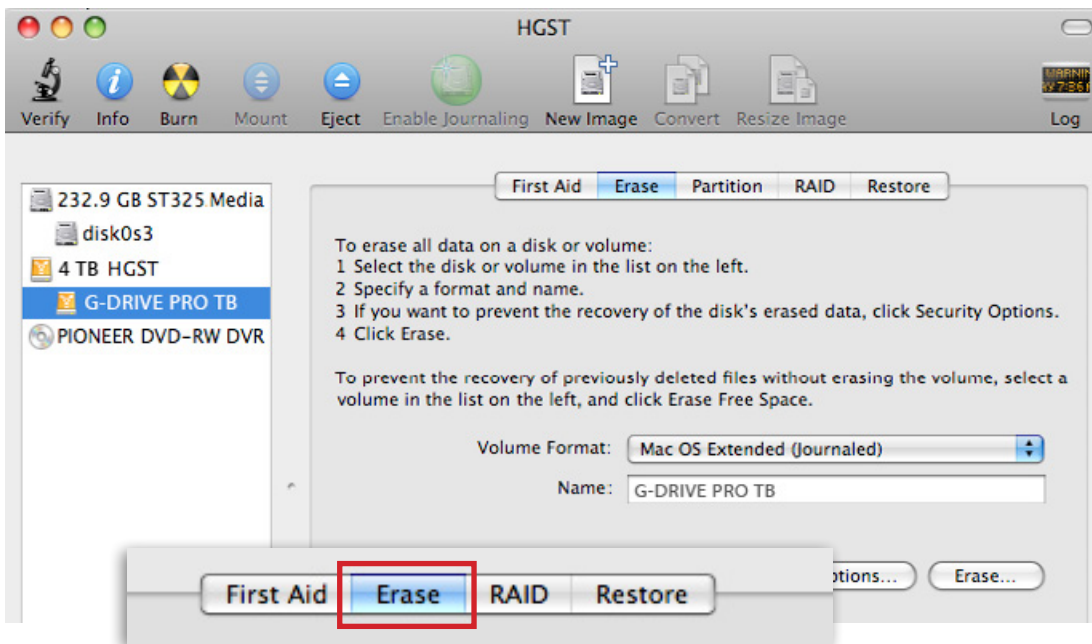 HGST
Verify Info Burn Mount Eject Enable Journaling New Image Convert Resize Image Log
First Aid Erase Partition RAID Restore
232.9 GB ST325 Media
disk0s3
4 TB HGST
G-DRIVE PRO TB
PIONEER DVD-RW DVR
To erase all data on a disk or volume:
1 Select the disk or volume in the list on the left.
2 Specify a format and name.
3 If you want to prevent the recovery of the disk's erased data, click Security Options.
4 Click Erase.
To prevent the recovery of previously deleted files without erasing the volume, select a
volume in the list on the left, and click Erase Free Space.
Volume Format: Mac OS Extended (Journaled)
Name: G-DRIVE PRO TB
Erase...
First Aid Erase RAID Restore